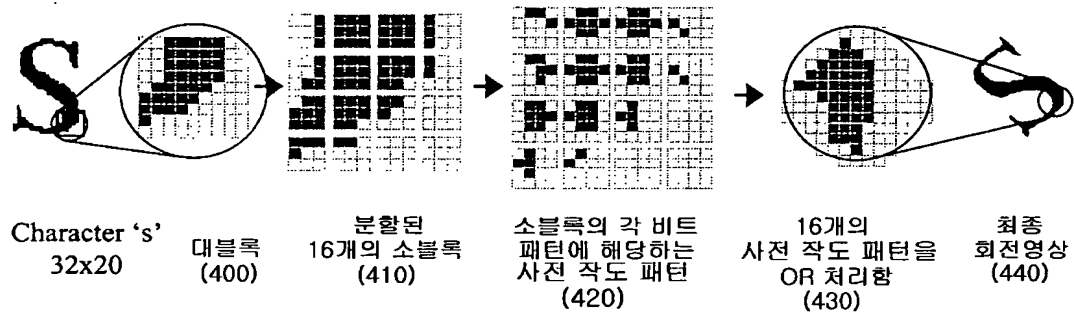 Character ‘s’
32x20
대블록
(400)
분할된
16개의 소블록
(410)
소블록의 각 비트
패턴에 해당하는
사전 작도 패턴
(420)
16개의
사전 작도 패턴을
OR 처리함
(430)
최종
회전영상
(440)